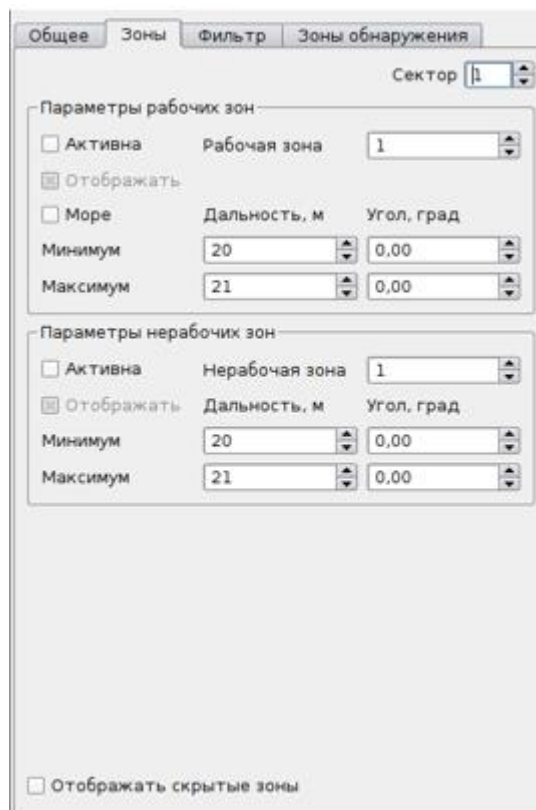 Общее Зоны Фильтр Зоны обнаружения
Сектор 1
Параметры рабочих зон
Активна Рабочая зона 1
Отображать
Море Дальность, м Угол, град
Минимум 20 0,00
Максимум 21 0,00
Параметры нерабочих зон
Активна Нерабочая зона 1
Отображать Дальность, м Угол, град
Минимум 20 0,00
Максимум 21 0,00
Отображать скрытые зоны